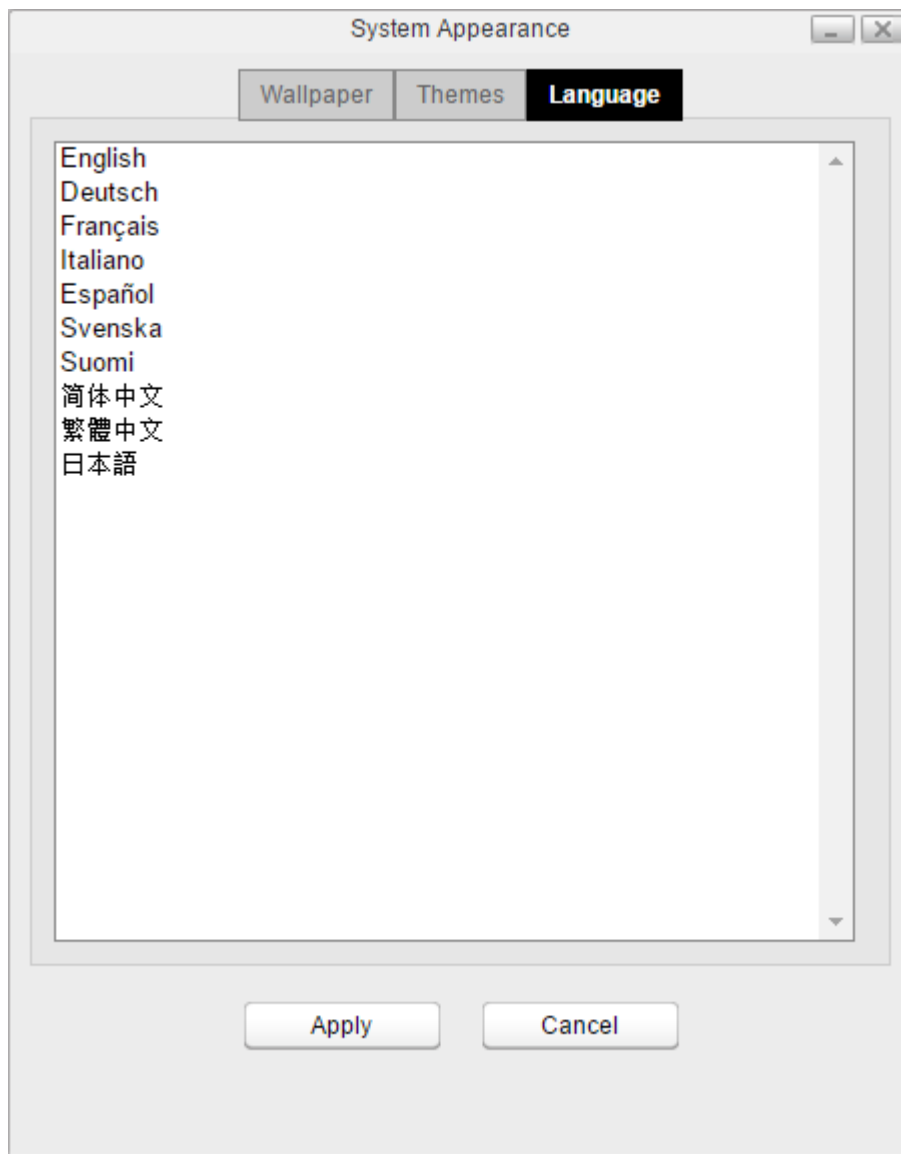 System Appearance
Wallpaper Themes Language
English
Deutsch
Français
Italiano
Español
Svenska
Suomi
简体中文
繁體中文
日本語
Apply Cancel